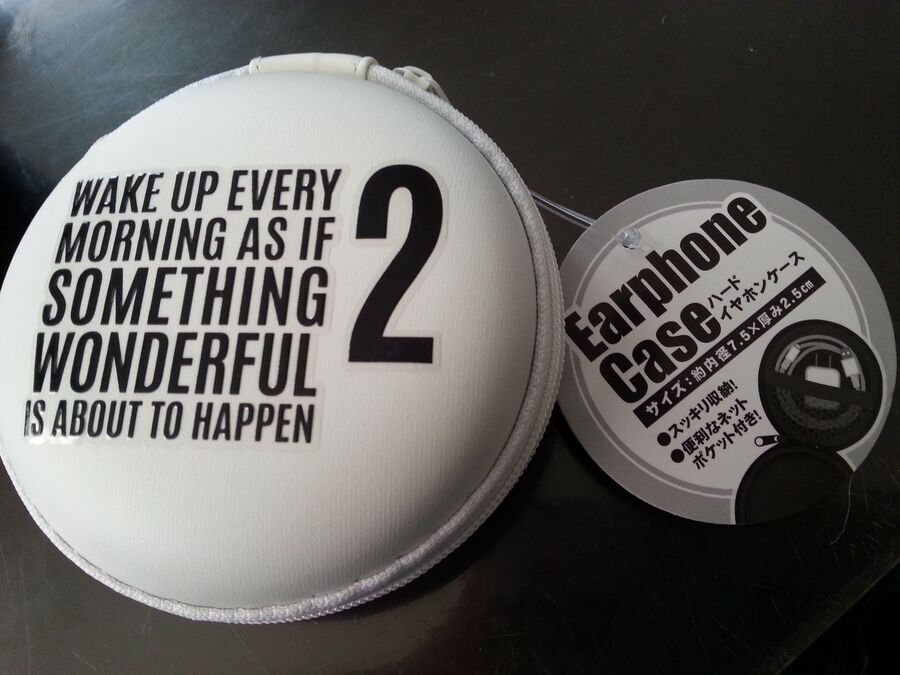 WAKE UP EVERY
MORNING AS IF
SOMETHING
WONDERFUL
IS ABOUT TO HAPPEN
2
Earphone
Case
ハード
イヤホンケース
サイズ：約内径7.5×厚み2.5cm
●スッキリ収納!
●便利なネット
ポケット付き!